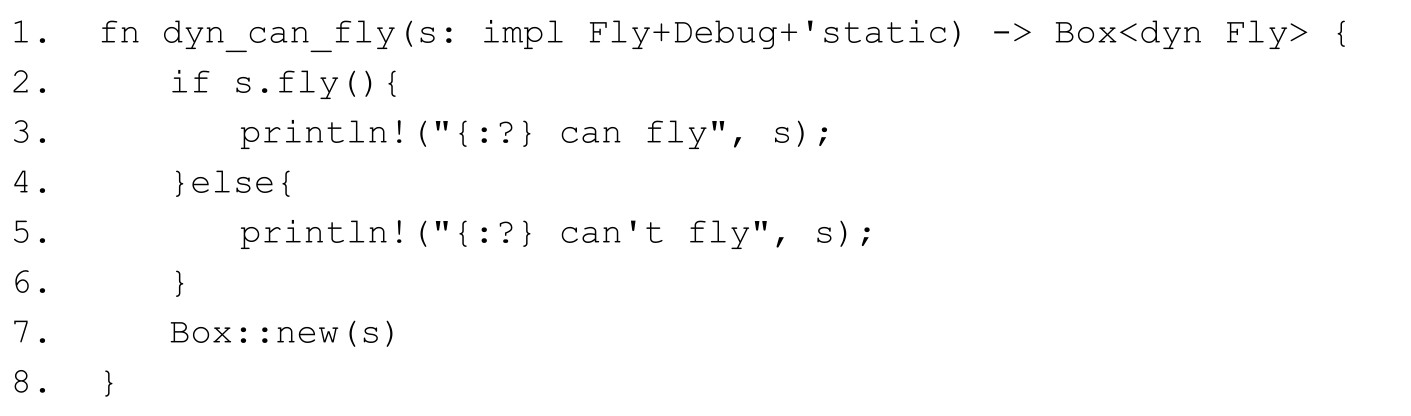 1. fn dyn_can_fly(s: impl Fly+Debug+'static) -> Box<dyn Fly> {
2.     if s.fly(){
3.         println!("{:?} can fly", s);
4.     }else{
5.         println!("{:?} can't fly", s);
6.     }
7.     Box::new(s)
8. }